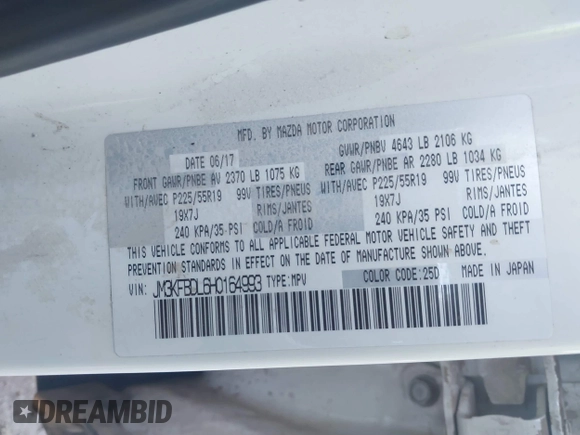 MFD. BY MAZDA MOTOR CORPORATION
DATE 06/17 GVWR/PNBV 4643 LB 2106 KG
FRONT GAWR/PNBE AV 2370 LB 1075 KG REAR GAWR/PNBE AR 2280 LB 1034 KG
WITH/AVEC P225/55R19 99V TIRES/PNEUS WITH/AVEC P225/55R19 99V TIRES/PNEUS
19X7J RIMS/JANTES 19X7J RIMS/JANTES
240 KPA/35 PSI COLD/A FROID 240 KPA/35 PSI COLD/A FROID
THIS VEHICLE CONFORMS TO ALL APPLICABLE FEDERAL MOTOR VEHICLE SAFETY AND THEFT
PREVENTION STANDARDS IN EFFECT ON THE DATE OF MANUFACTURE SHOWN ABOVE.
VIN: JM3KFBDL6H0164993 TYPE:MPV COLOR CODE:25D MADE IN JAPAN
DREAMBID